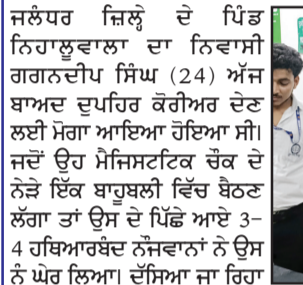 ਜਲੰਧਰ ਜ਼ਿਲ੍ਹੇ ਦੇ ਪਿੰਡ
ਨਿਹਾਲੂਵਾਲਾ ਦਾ ਨਿਵਾਸੀ
ਗਗਨਦੀਪ ਸਿੰਘ (24) ਅੱਜ
ਬਾਅਦ ਦੁਪਹਿਰ ਕੋਰੀਅਰ ਦੇਣ
ਲਈ ਮੋਗਾ ਆਇਆ ਹੋਇਆ ਸੀ।
ਜਦੋਂ ਉਹ ਮੈਜਿਸਟਟਿਕ ਚੌਕ ਦੇ
ਨੇੜੇ ਇੱਕ ਬਾਹੂਬਲੀ ਵਿੱਚ ਬੈਠਣ
ਲੱਗਾ ਤਾਂ ਉਸ ਦੇ ਪਿੱਛੇ ਆਏ 3-
4 ਹਥਿਆਰਬੰਦ ਨੌਜਵਾਨਾਂ ਨੇ ਉਸ
ਨੂੰ ਘੇਰ ਲਿਆ। ਦੱਸਿਆ ਜਾ ਰਿਹਾ